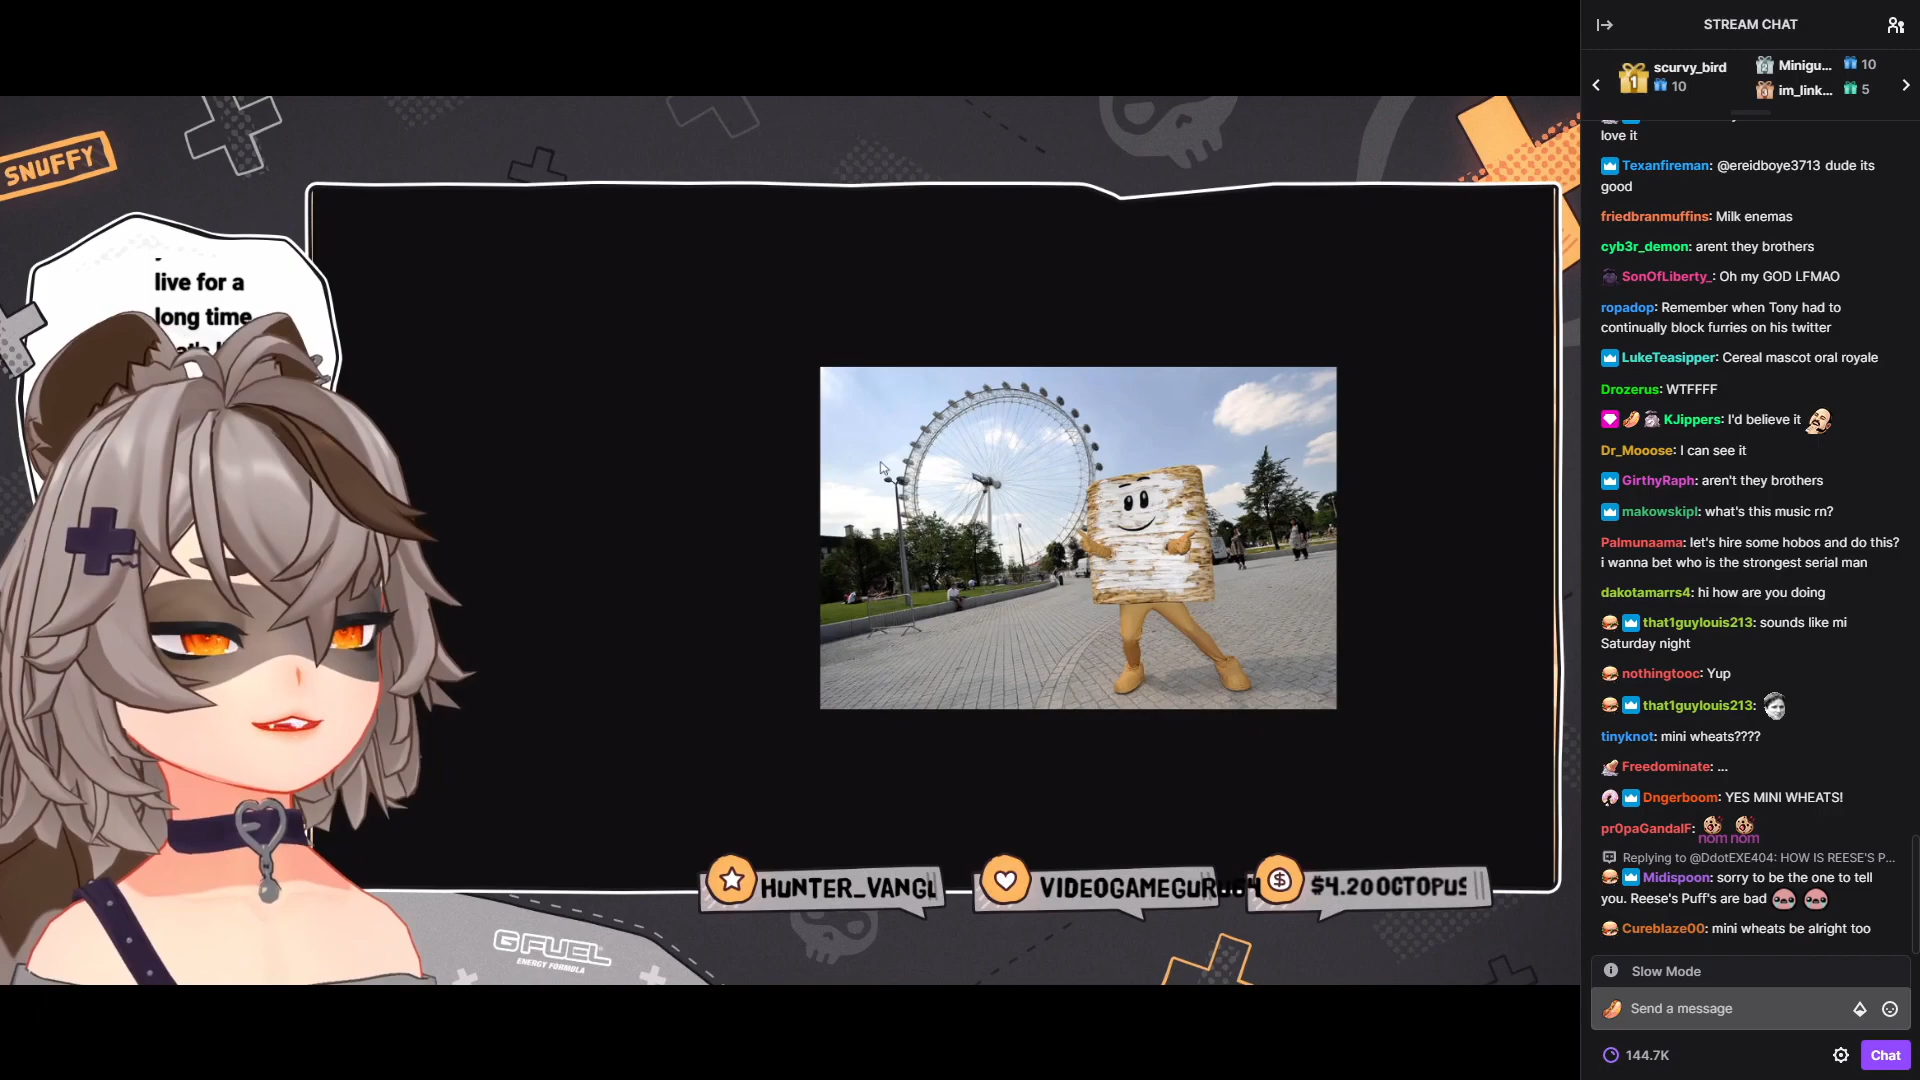 SNUFFY
live for a
long time
HUNTER_VANGL
VIDEOGAMEGURU64
$4.20OCTOPUS
GFUEL
ENERGY FORMULA
STREAM CHAT
scurvy_bird
10
Minigu... 10
im_link... 5
love it
Texanfireman: @ereidboye3713 dude its
good
friedbranmuffins: Milk enemas
cyb3r_demon: arent they brothers
SonOfLiberty_: Oh my GOD LFMAO
ropadop: Remember when Tony had to
continually block furries on his twitter
LukeTeasipper: Cereal mascot oral royale
Drozerus: WTFFFF
KJippers: I'd believe it
Dr_Mooose: I can see it
GirthyRaph: aren't they brothers
makowskipl: what's this music rn?
Palmunaama: let's hire some hobos and do this?
i wanna bet who is the strongest serial man
dakotamarrs4: hi how are you doing
that1guylouis213: sounds like mi
Saturday night
nothingtooc: Yup
that1guylouis213:
tinyknot: mini wheats????
Freedominate: ...
Dngerboom: YES MINI WHEATS!
pr0paGandalF: nom nom
Replying to @DdotEXE404: HOW IS REESE'S P...
Midispoon: sorry to be the one to tell
you. Reese's Puff's are bad
Cureblaze00: mini wheats be alright too
Slow Mode
Send a message
144.7K
Chat